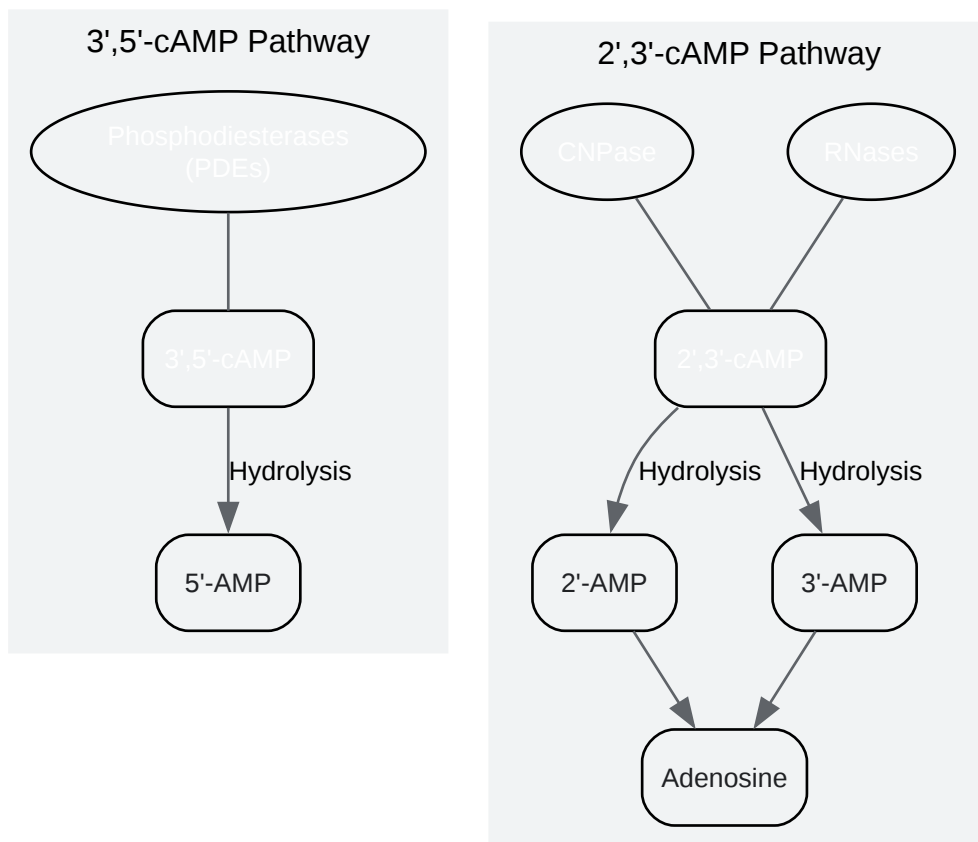 3',5'-cAMP Pathway
Phosphodiesterases
(PDEs)
3',5'-cAMP
Hydrolysis
5'-AMP
2',3'-cAMP Pathway
CNPase
RNases
2',3'-cAMP
Hydrolysis
Hydrolysis
2'-AMP
3'-AMP
Adenosine